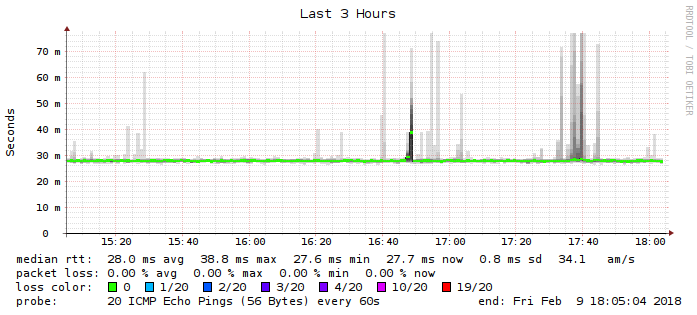 Last 3 Hours
RRDTOOL / TOBI OETIKER
Seconds
70 m
60 m
50 m
40 m
30 m
20 m
10 m
0
15:20 15:40 16:00 16:20 16:40 17:00 17:20 17:40 18:00
median rtt: 28.0 ms avg 38.8 ms max 27.6 ms min 27.7 ms now 0.8 ms sd 34.1 am/s
packet loss: 0.00 % avg 0.00 % max 0.00 % min 0.00 % now
loss color: 0 1/20 2/20 3/20 4/20 10/20 19/20
probe: 20 ICMP Echo Pings (56 Bytes) every 60s end: Fri Feb 9 18:05:04 2018